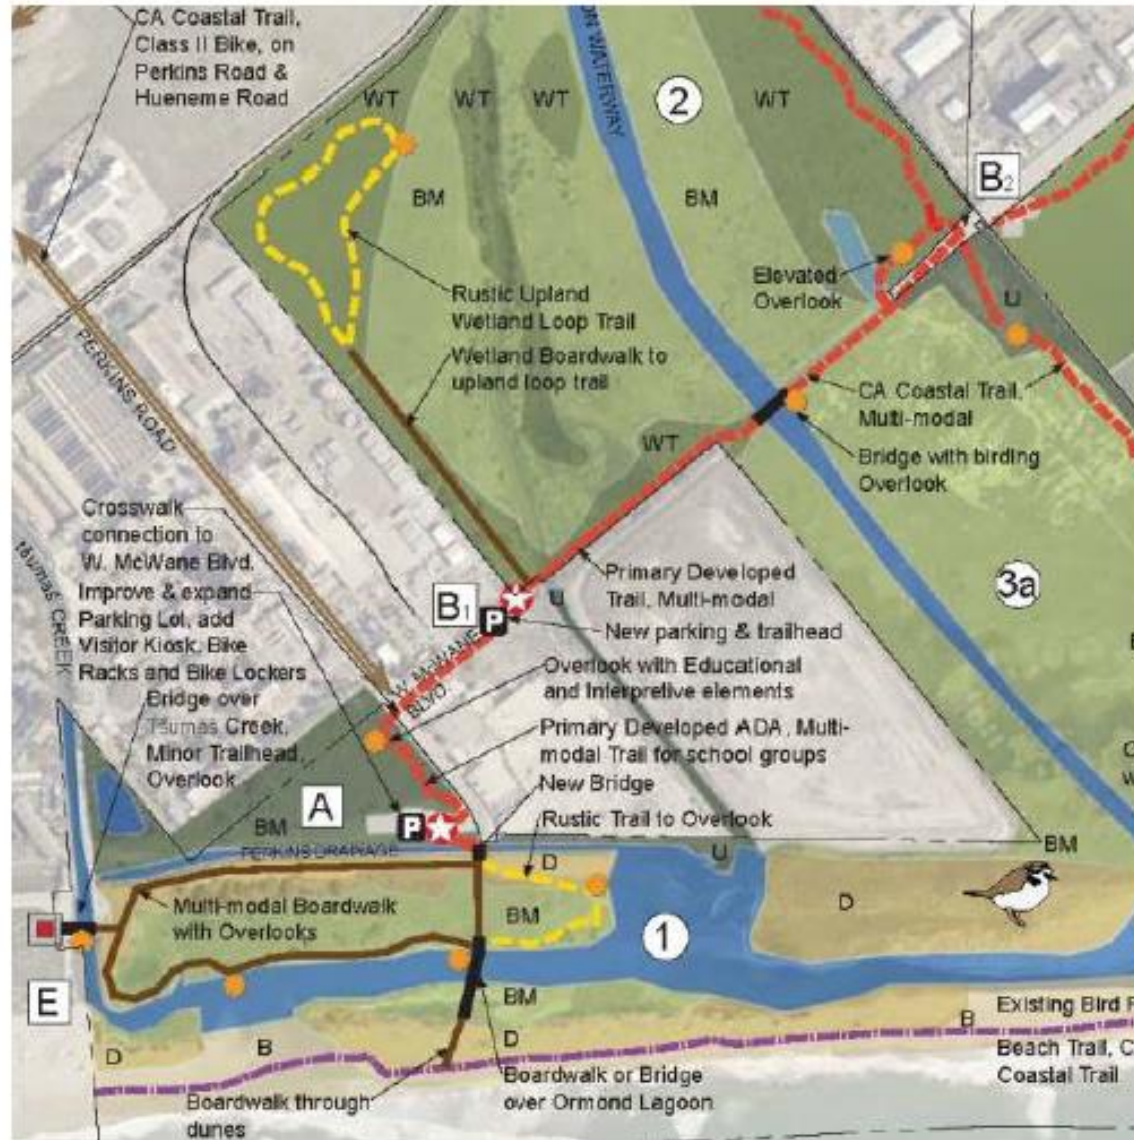 CA Coastal Trail,
Class II Bike, on
Perkins Road &
Hueneme Road
WT
WT
WT
2
WT
ON WATERWAY
B2
BM
BM
Elevated
Overlook
U
Rustic Upland
Wetland Loop Trail
Wetland Boardwalk to
upland loop trail
PERKINS ROAD
CA Coastal Trail,
Multi-modal
WT
Bridge with birding
Overlook
Crosswalk
connection to
W. McWane Blvd.
Improve & expand
Parking Lot, add
Visitor Kiosk, Bike
Racks and Bike Lockers
Bridge over
Tšumas Creek,
Minor Trailhead,
Overlook
Tšumas CREEK
B1
P
U
Primary Developed
Trail, Multi-modal
3a
New parking & trailhead
W. McWANE
BLVD.
Overlook with Educational
and Interpretive elements
Primary Developed ADA, Multi-
modal Trail for school groups
New Bridge
Rustic Trail to Overlook
A
P
BM
PERKINS DRAINAGE
D
U
BM
Multi-modal Boardwalk
with Overlooks
BM
D
1
E
BM
Existing Bird
B
D
B
D
Beach Trail, C
Coastal Trail
Boardwalk or Bridge
over Ormond Lagoon
Boardwalk through
dunes